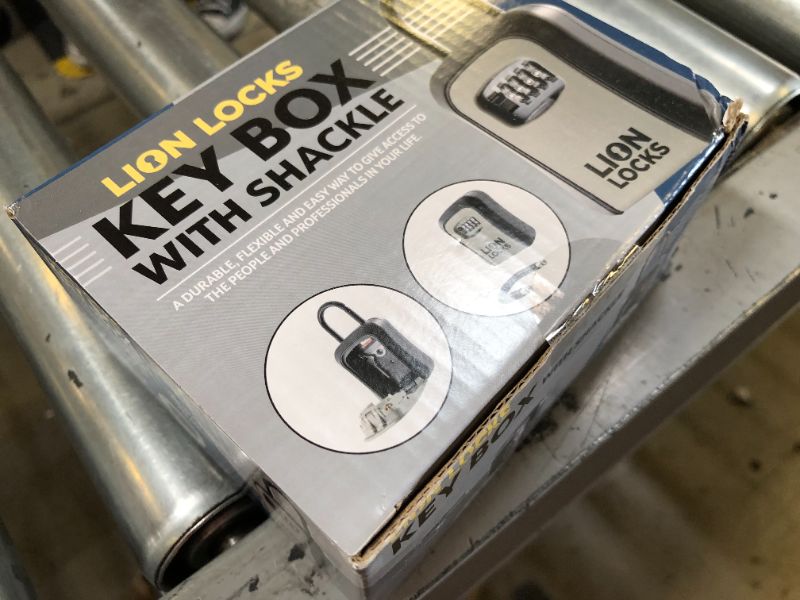 LION LOCKS
KEY BOX
WITH SHACKLE
A DURABLE, FLEXIBLE AND EASY WAY TO GIVE ACCESS TO
THE PEOPLE AND PROFESSIONALS IN YOUR LIFE.
LION
LOCKS
LION
LOCKS
KEY BOX WITH